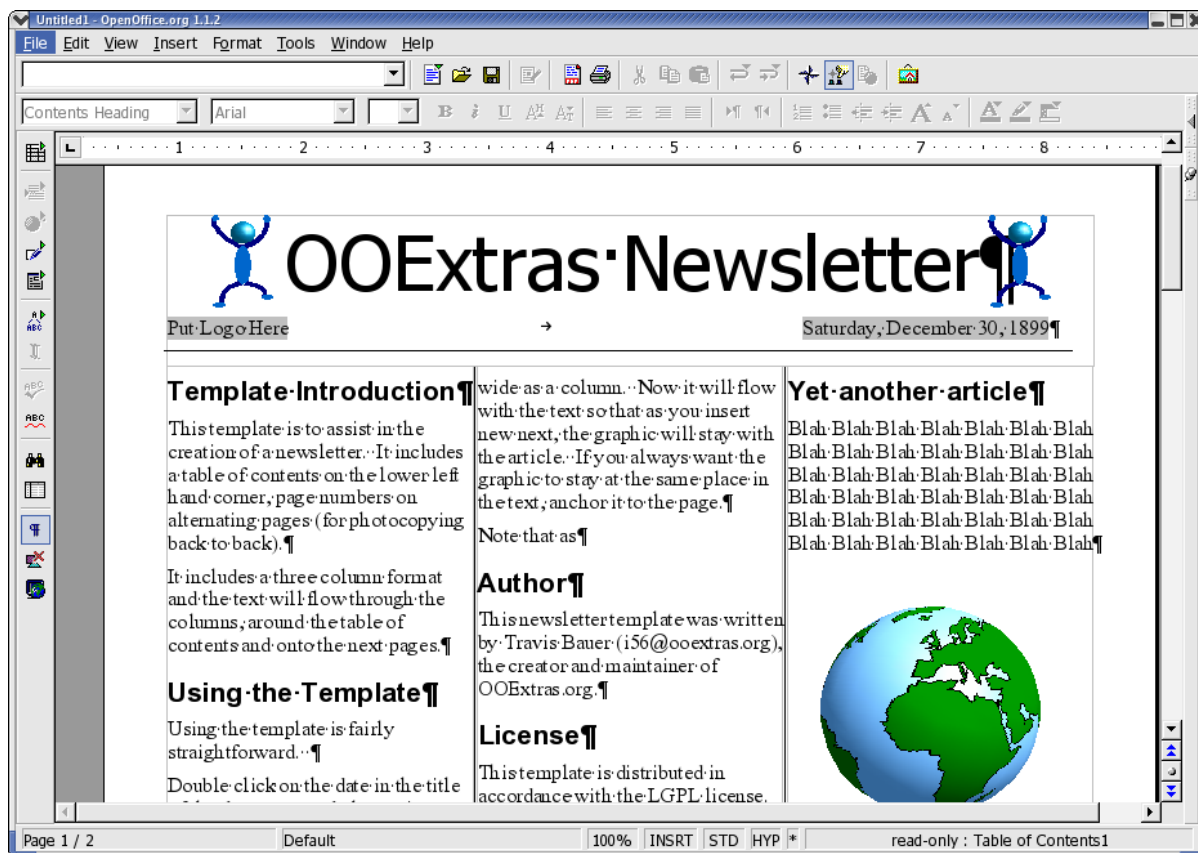 Untitled1 - OpenOffice.org 1.1.2
File Edit View Insert Format Tools Window Help
Contents Heading Arial
1 2 3 4 5 6 7 8
OOExtras·Newsletter¶
Put·Logo·Here → Saturday,·December·30,·1899¶
Template·Introduction¶
This·template·is·to·assist·in·the
creation·of·a·newsletter.··It·includes
a·table·of·contents·on·the·lower·left
hand·corner,·page·numbers·on
alternating·pages·(for·photocopying
back·to·back).¶
It·includes·a·three·column·format
and·the·text·will·flow·through·the
columns,·around·the·table·of
contents·and·onto·the·next·pages.¶
Using·the·Template¶
Using·the·template·is·fairly
straightforward.··¶
Double·click·on·the·date·in·the·title
wide·as·a·column.··Now·it·will·flow
with·the·text·so·that·as·you·insert
new·next,·the·graphic·will·stay·with
the·article.··If·you·always·want·the
graphic·to·stay·at·the·same·place·in
the·text,·anchor·it·to·the·page.¶
Note·that·as¶
Author¶
This·newsletter·template·was·written
by·Travis·Bauer·(i56@ooextras.org),
the·creator·and·maintainer·of
OOExtras.org.¶
License¶
This·template·is·distributed·in
accordance·with·the·LGPL·license.
Yet·another·article¶
Blah·Blah·Blah·Blah·Blah·Blah·Blah
Blah·Blah·Blah·Blah·Blah·Blah·Blah
Blah·Blah·Blah·Blah·Blah·Blah·Blah
Blah·Blah·Blah·Blah·Blah·Blah·Blah
Blah·Blah·Blah·Blah·Blah·Blah·Blah
Blah·Blah·Blah·Blah·Blah·Blah·Blah¶
Page 1 / 2 Default 100% INSRT STD HYP * read-only : Table of Contents1